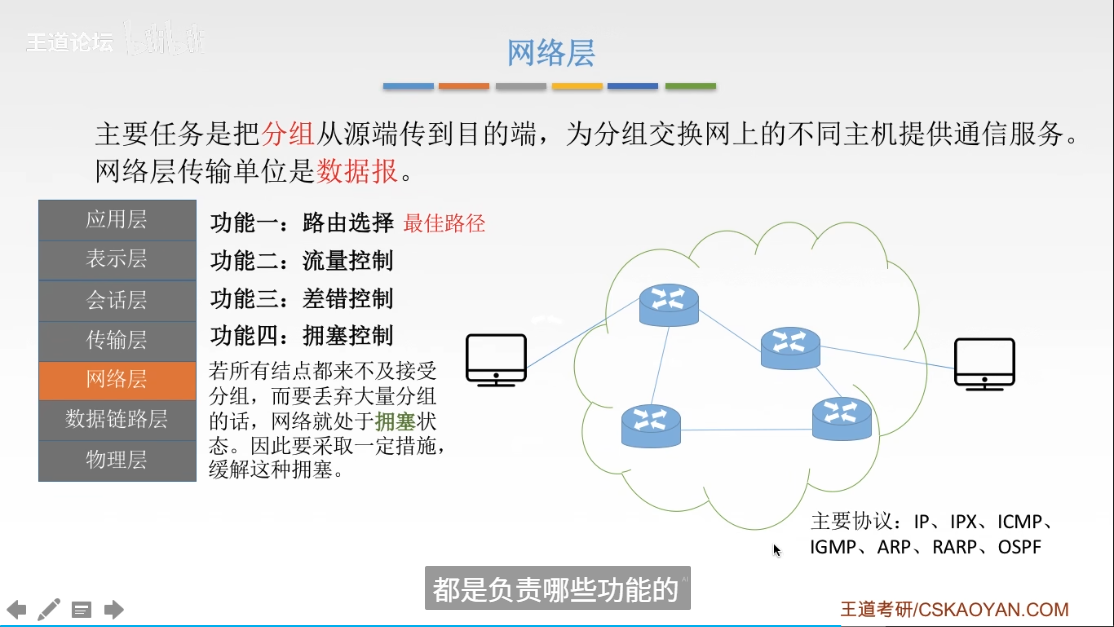 王道论坛
网络层
主要任务是把分组从源端传到目的端，为分组交换网上的不同主机提供通信服务。
网络层传输单位是数据报。
应用层
表示层
会话层
传输层
网络层
数据链路层
物理层
功能一：路由选择 最佳路径
功能二：流量控制
功能三：差错控制
功能四：拥塞控制
若所有结点都来不及接受
分组，而要丢弃大量分组
的话，网络就处于拥塞状
态。因此要采取一定措施，
缓解这种拥塞。
主要协议：IP、IPX、ICMP、
IGMP、ARP、RARP、OSPF
都是负责哪些功能的
王道考研/CSKAOYAN.COM